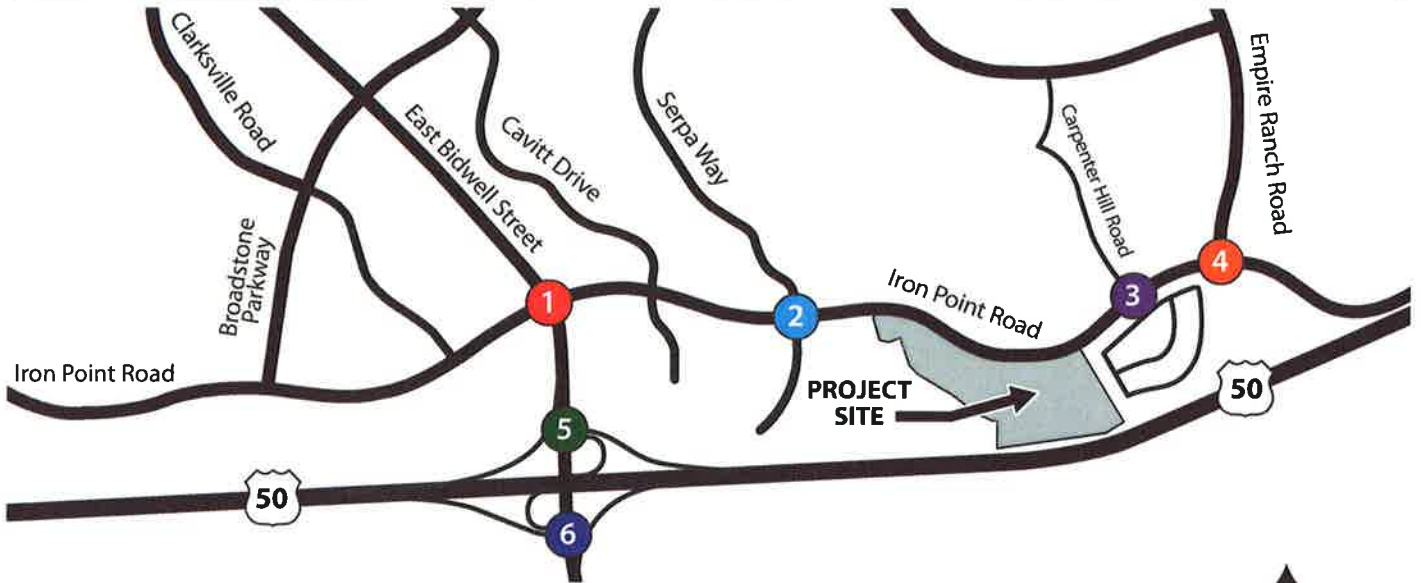 Clarksville Road
East Bidwell Street
Cavitt Drive
Serpa Way
Carpenter Hill Road
Empire Ranch Road
Broadstone
Parkway
1
2
3
4
Iron Point Road
Iron Point Road
PROJECT
SITE
50
5
50
6